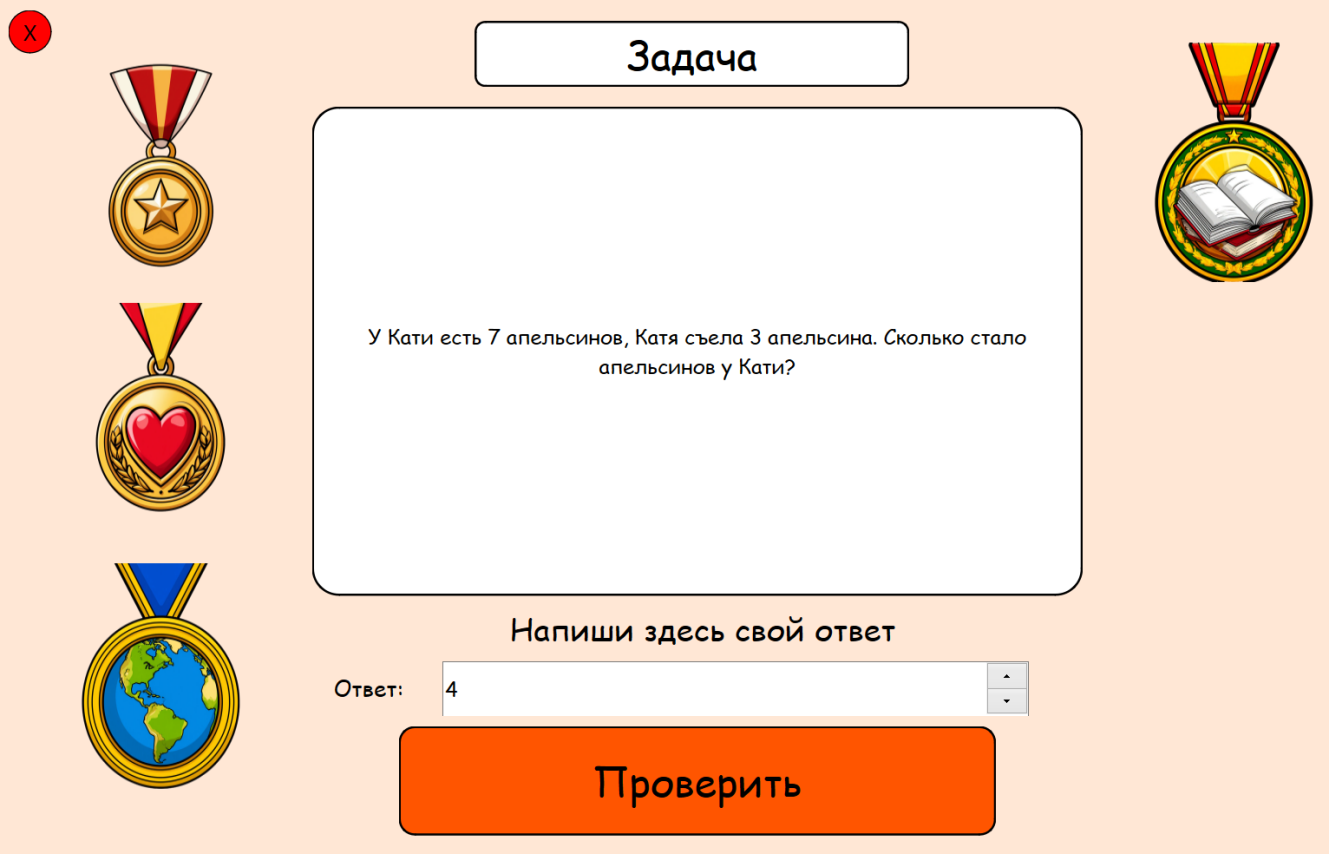 X
Задача
У Кати есть 7 апельсинов, Катя съела 3 апельсина. Сколько стало
апельсинов у Кати?
Напиши здесь свой ответ
Ответ: 4
Проверить